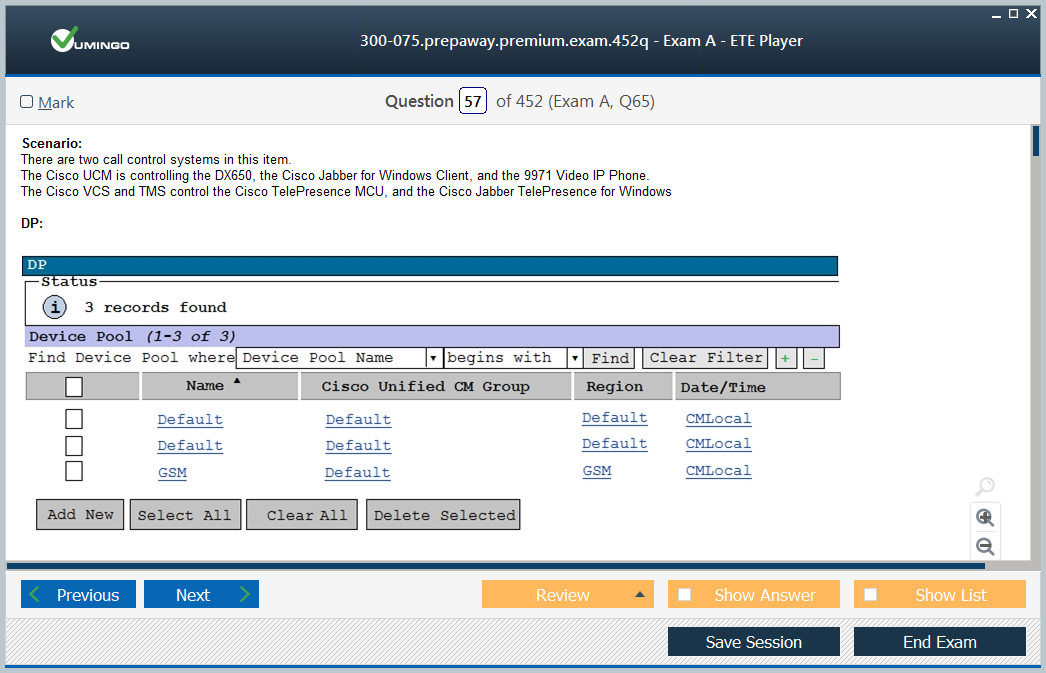 VUMINGO
300-075.prepaway.premium.exam.452q - Exam A - ETE Player
Mark
Question 57 of 452 (Exam A, Q65)
Scenario:
There are two call control systems in this item.
The Cisco UCM is controlling the DX650, the Cisco Jabber for Windows Client, and the 9971 Video IP Phone.
The Cisco VCS and TMS control the Cisco TelePresence MCU, and the Cisco Jabber TelePresence for Windows
DP:
DP
Status
i 3 records found
Device Pool (1-3 of 3)
Find Device Pool where Device Pool Name begins with Find Clear Filter + -
Name Cisco Unified CM Group Region Date/Time
Default Default Default CMLocal
Default Default Default CMLocal
GSM Default GSM CMLocal
Add New Select All Clear All Delete Selected
Previous Next Review Show Answer Show List
Save Session End Exam